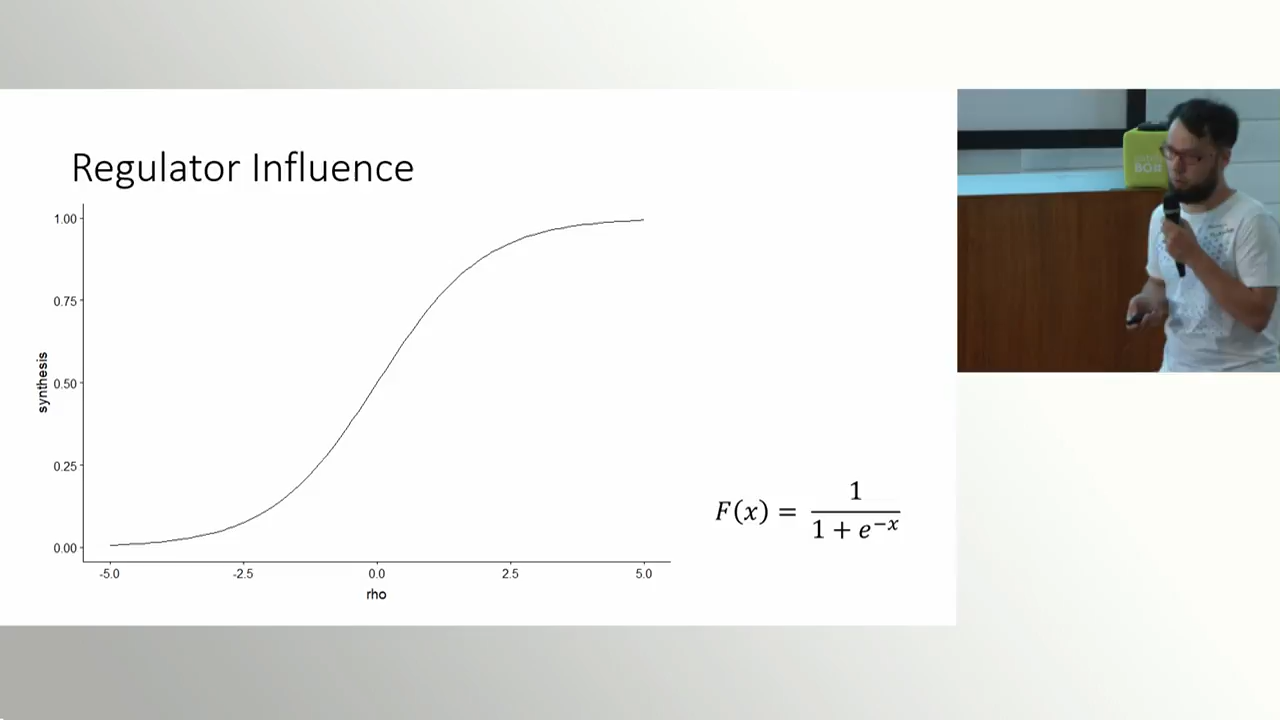 Regulator Influence
1.00
0.75
0.50
0.25
0.00
synthesis
-5.0 -2.5 0.0 2.5 5.0
rho
F(x) = 1 / (1 + e^{-x})
BO#